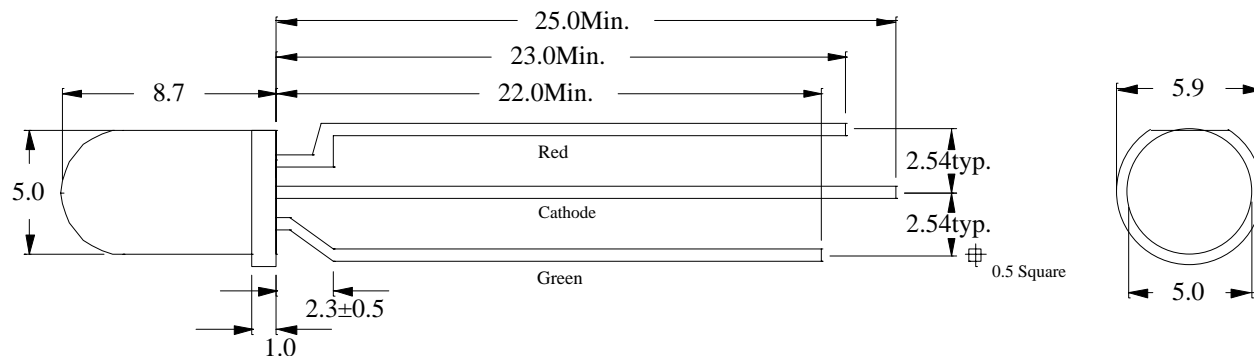 25.0Min.
23.0Min.
8.7
22.0Min.
5.9
Red
2.54typ.
5.0
Cathode
2.54typ.
Green
0.5 Square
2.3±0.5
5.0
1.0